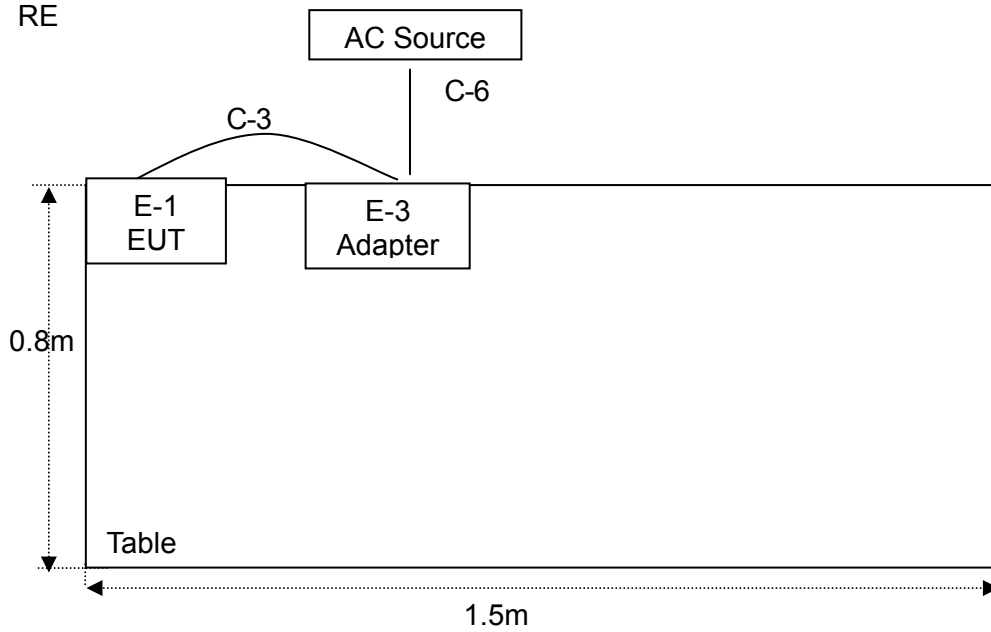 RE
AC Source
C-6
C-3
E-1
EUT
E-3
Adapter
0.8m
Table
1.5m